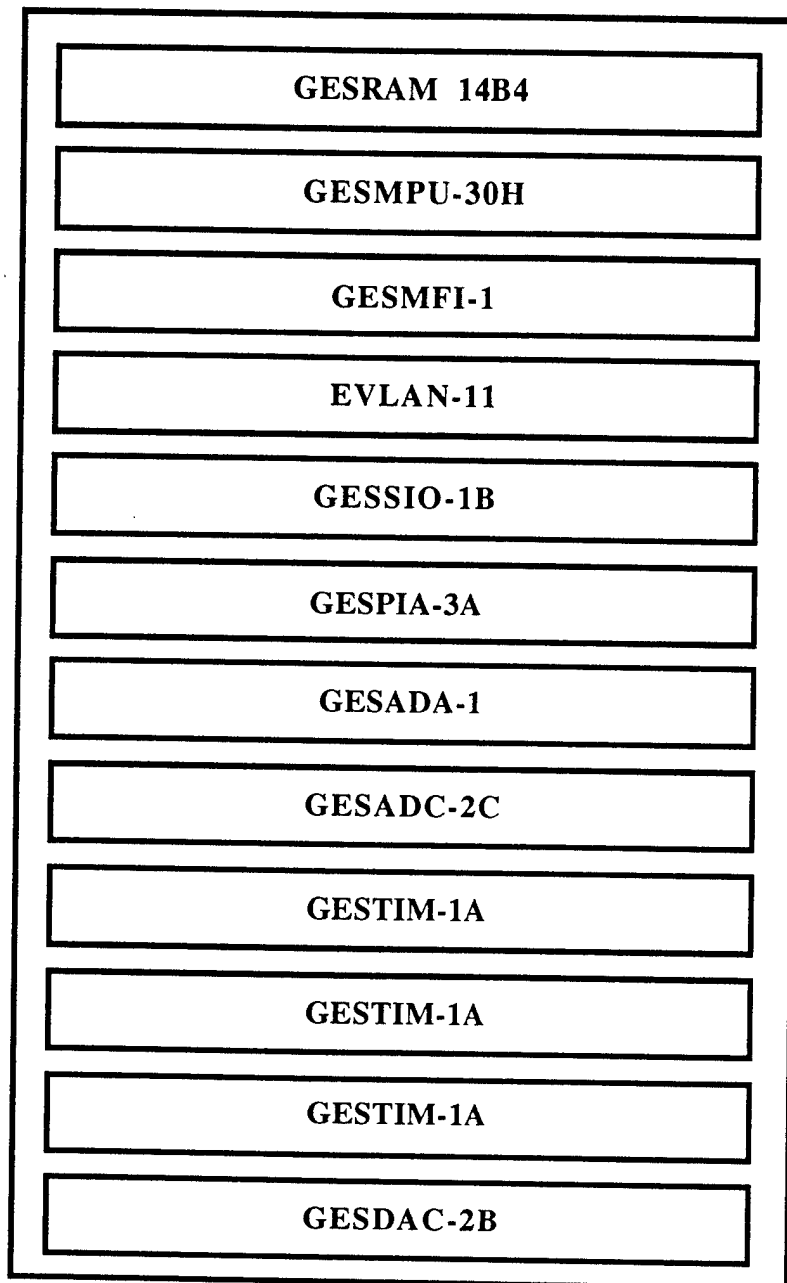 GESRAM 14B4
GESMPU-30H
GESMFI-1
EVLAN-11
GESSIO-1B
GESPIA-3A
GESADA-1
GESADC-2C
GESTIM-1A
GESTIM-1A
GESTIM-1A
GESDAC-2B